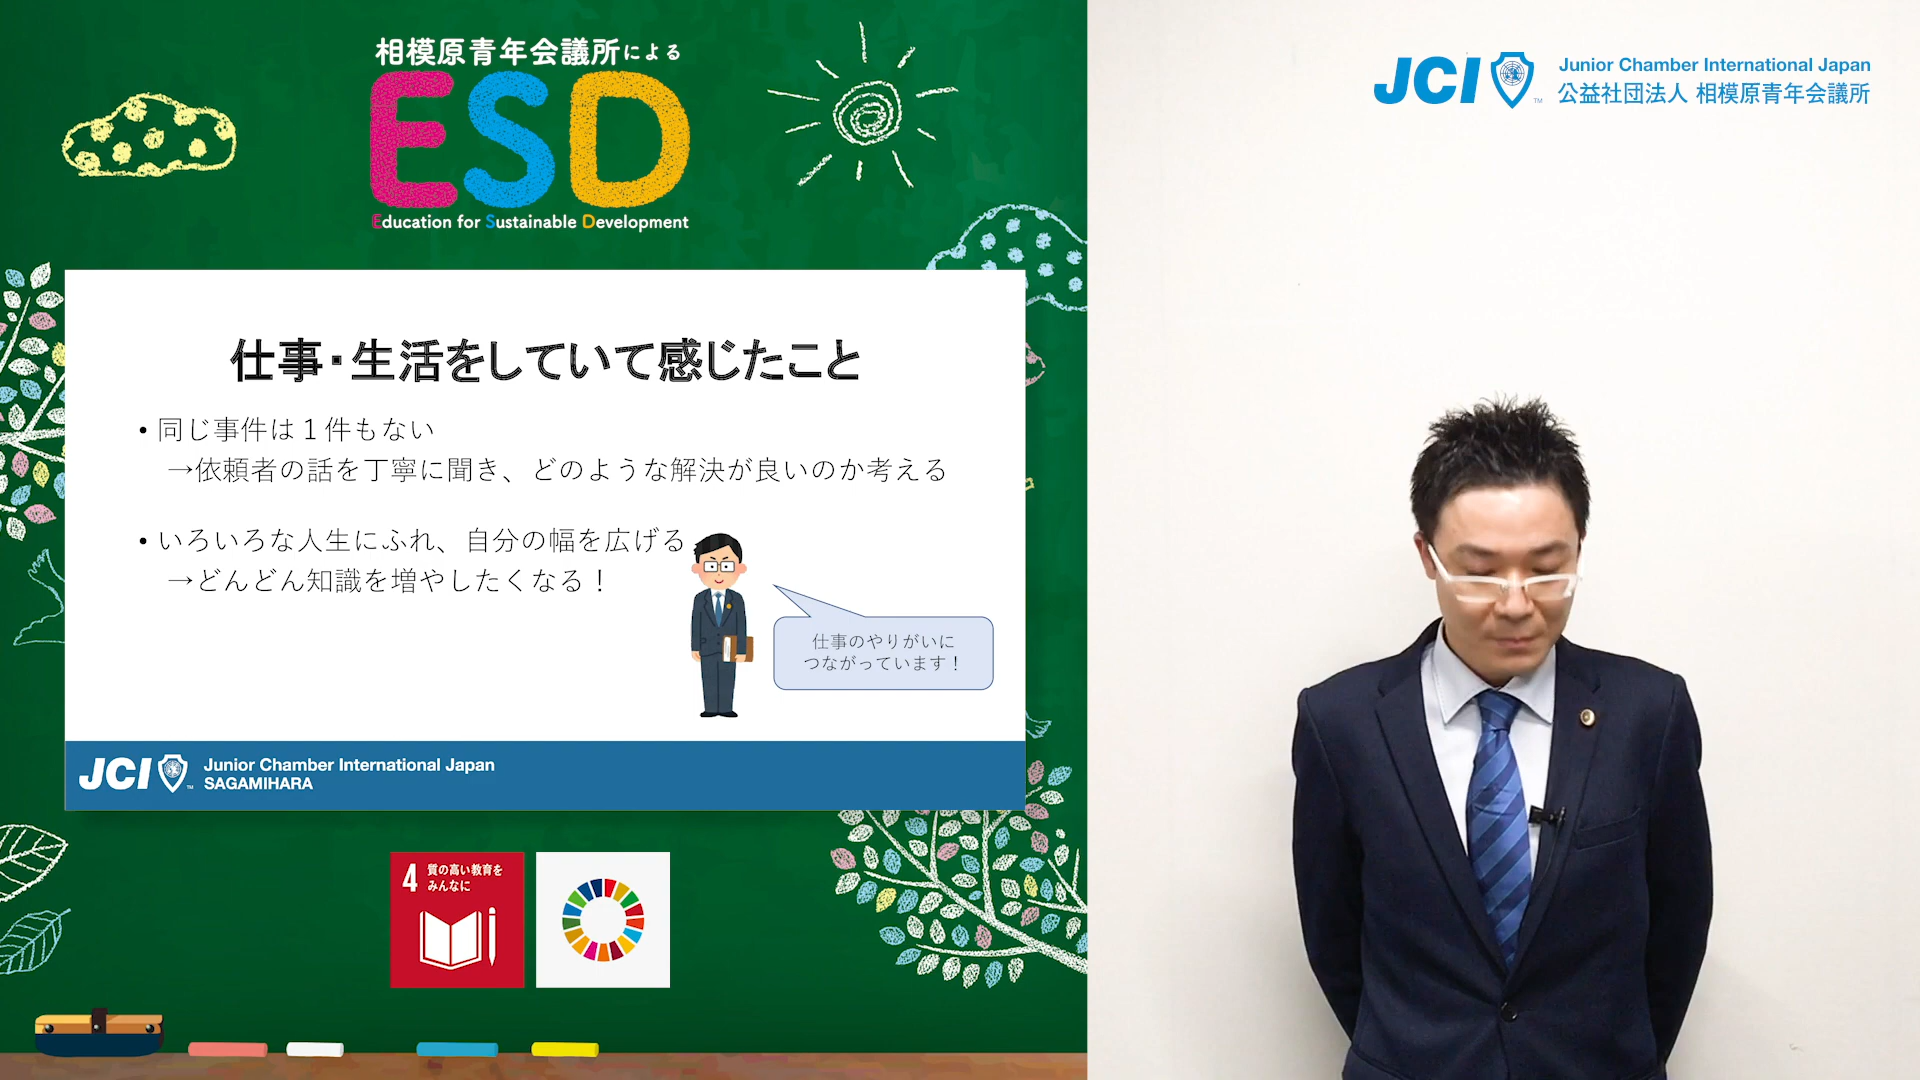 相模原青年会議所による
ESD
Education for Sustainable Development
仕事・生活をしていて感じたこと
• 同じ事件は１件もない
→依頼者の話を丁寧に聞き、どのような解決が良いのか考える
• いろいろな人生にふれ、自分の幅を広げる
→どんどん知識を増やしたくなる！
仕事のやりがいに
つながっています！
JCI
TM
Junior Chamber International Japan
SAGAMIHARA
4 質の高い教育を
みんなに
JCI
TM
Junior Chamber International Japan
公益社団法人 相模原青年会議所